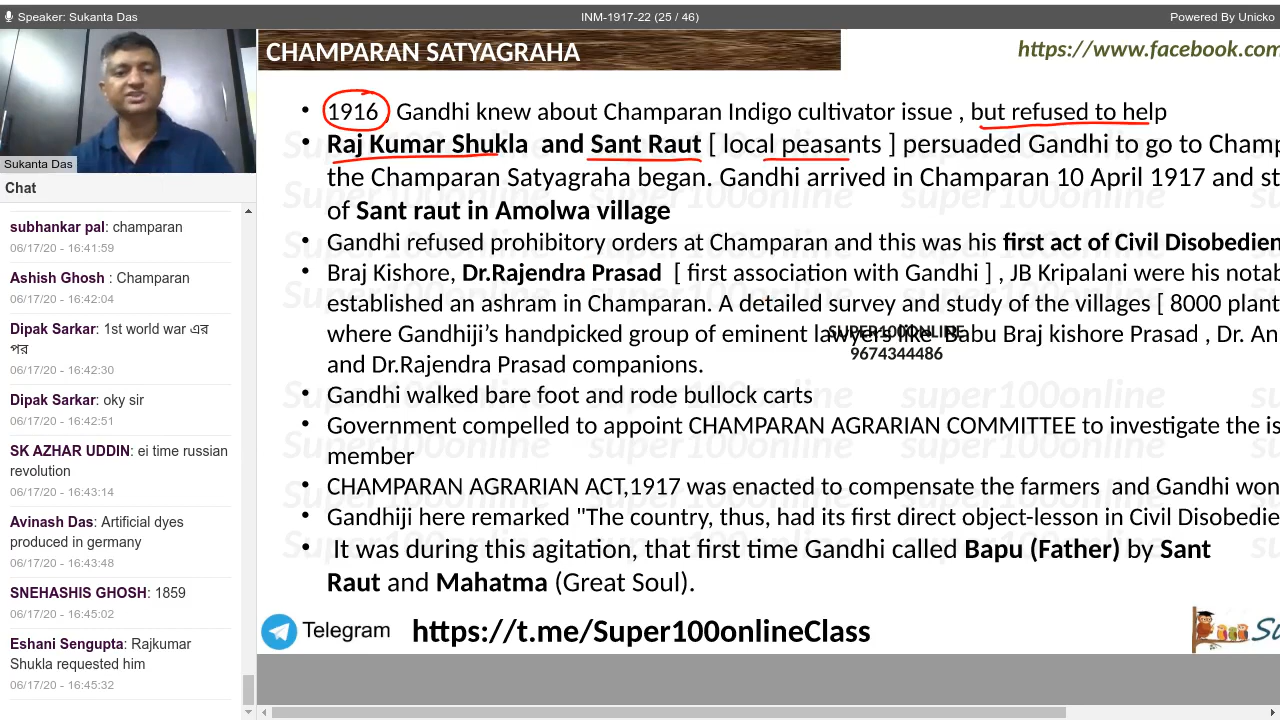 Speaker: Sukanta Das
INM-1917-22 (25 / 46)
Powered By Unicko
Sukanta Das
Chat
subhankar pal: champaran
06/17/20 - 16:41:59
Ashish Ghosh : Champaran
06/17/20 - 16:42:04
Dipak Sarkar: 1st world war এর
পর
06/17/20 - 16:42:30
Dipak Sarkar: oky sir
06/17/20 - 16:42:51
SK AZHAR UDDIN: ei time russian
revolution
06/17/20 - 16:43:14
Avinash Das: Artificial dyes
produced in germany
06/17/20 - 16:43:48
SNEHASHIS GHOSH: 1859
06/17/20 - 16:45:02
Eshani Sengupta: Rajkumar
Shukla requested him
06/17/20 - 16:45:32
CHAMPARAN SATYAGRAHA
https://www.facebook.com
• 1916, Gandhi knew about Champaran Indigo cultivator issue , but refused to help
• Raj Kumar Shukla and Sant Raut [ local peasants ] persuaded Gandhi to go to Champ
the Champaran Satyagraha began. Gandhi arrived in Champaran 10 April 1917 and st
of Sant raut in Amolwa village
• Gandhi refused prohibitory orders at Champaran and this was his first act of Civil Disobedien
• Braj Kishore, Dr.Rajendra Prasad [ first association with Gandhi ] , JB Kripalani were his notab
established an ashram in Champaran. A detailed survey and study of the villages [ 8000 plant
where Gandhiji’s handpicked group of eminent lawyers like Babu Braj kishore Prasad , Dr. An
SUPER100ONLINE
9674344486
and Dr.Rajendra Prasad companions.
• Gandhi walked bare foot and rode bullock carts
• Government compelled to appoint CHAMPARAN AGRARIAN COMMITTEE to investigate the is
member
• CHAMPARAN AGRARIAN ACT,1917 was enacted to compensate the farmers and Gandhi won
• Gandhiji here remarked "The country, thus, had its first direct object-lesson in Civil Disobedie
• It was during this agitation, that first time Gandhi called Bapu (Father) by Sant
Raut and Mahatma (Great Soul).
Telegram https://t.me/Super100onlineClass
Su